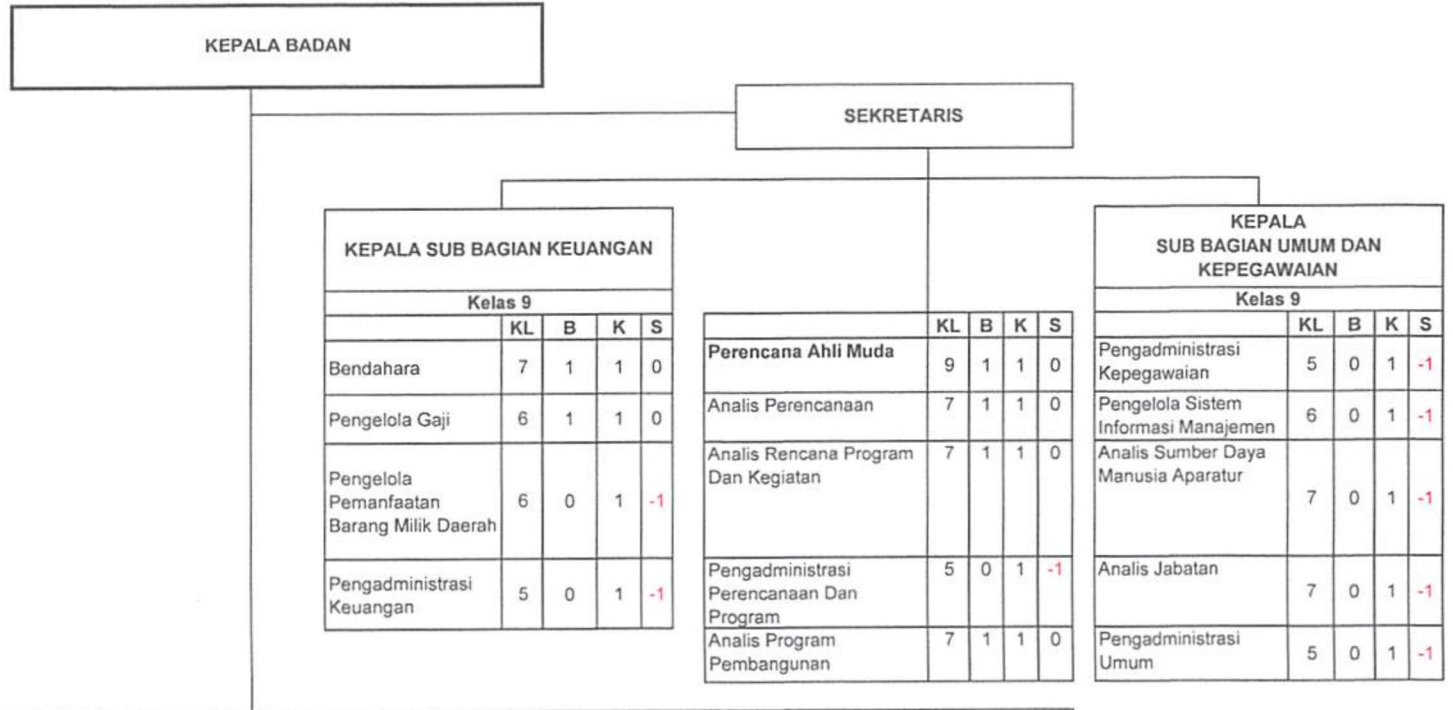 KEPALA BADAN
SEKRETARIS
KEPALA SUB BAGIAN KEUANGAN
Kelas 9
KL B K S
Bendahara 7 1 1 0
Pengelola Gaji 6 1 1 0
Pengelola
Pemanfaatan 6 0 1 -1
Barang Milik Daerah
Pengadministrasi
Keuangan 5 0 1 -1
KL B K S
Perencana Ahli Muda 9 1 1 0
Analis Perencanaan 7 1 1 0
Analis Rencana Program 7 1 1 0
Dan Kegiatan
Pengadministrasi 5 0 1 -1
Perencanaan Dan
Program
Analis Program 7 1 1 0
Pembangunan
KEPALA
SUB BAGIAN UMUM DAN
KEPEGAWAIAN
Kelas 9
KL B K S
Pengadministrasi
Kepegawaian 5 0 1 -1
Pengelola Sistem
Informasi Manajemen 6 0 1 -1
Analis Sumber Daya
Manusia Aparatur 7 0 1 -1
Analis Jabatan 7 0 1 -1
Pengadministrasi
Umum 5 0 1 -1